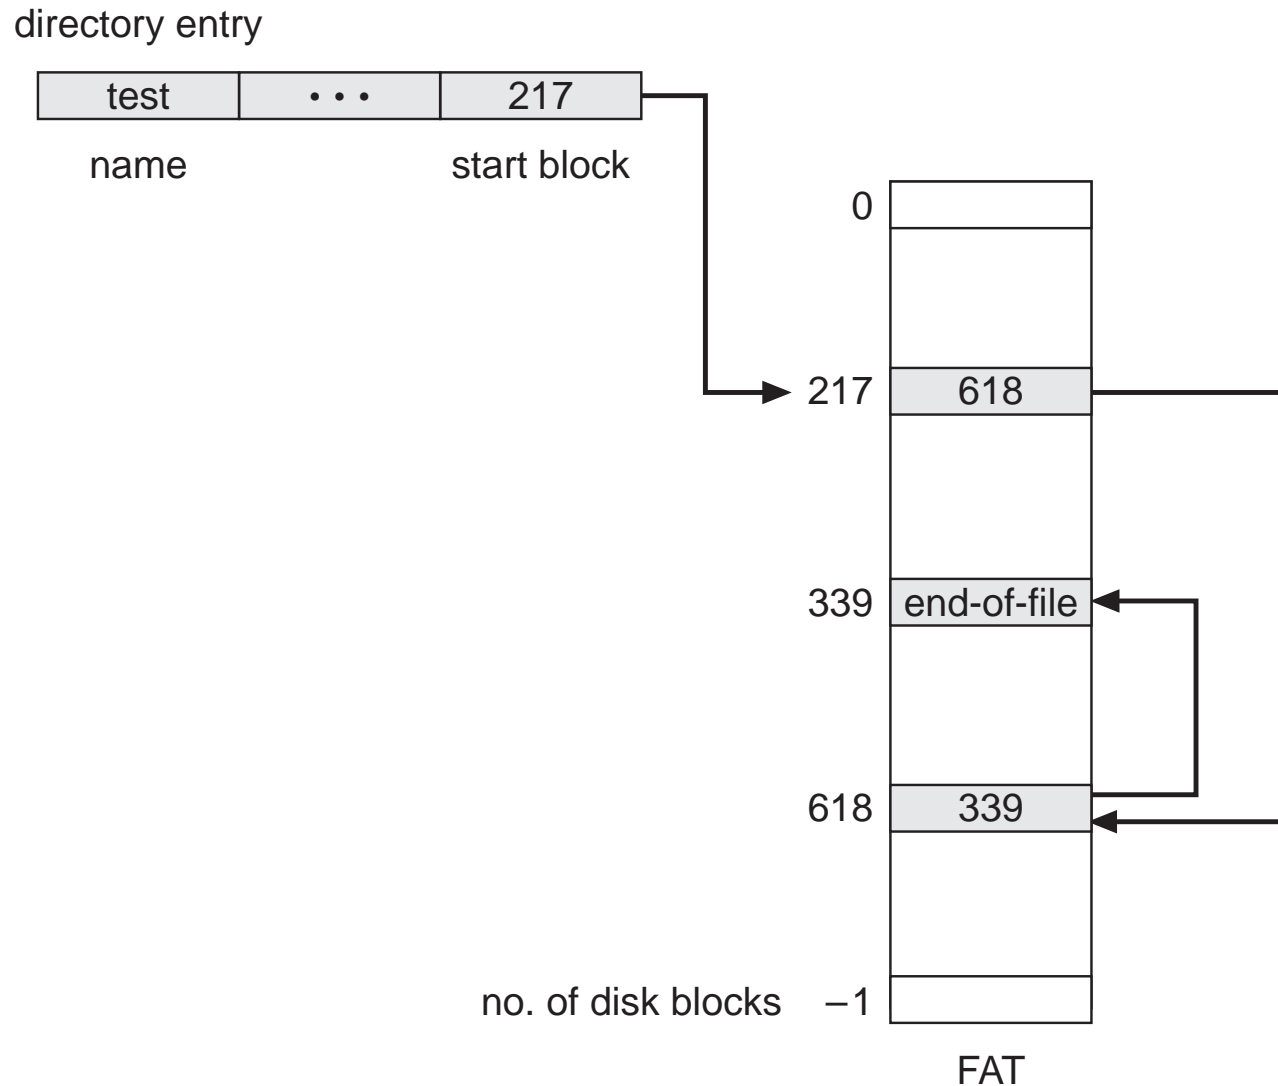 directory entry
test • • • 217
name start block
0
217 618
339 end-of-file
618 339
no. of disk blocks –1
FAT